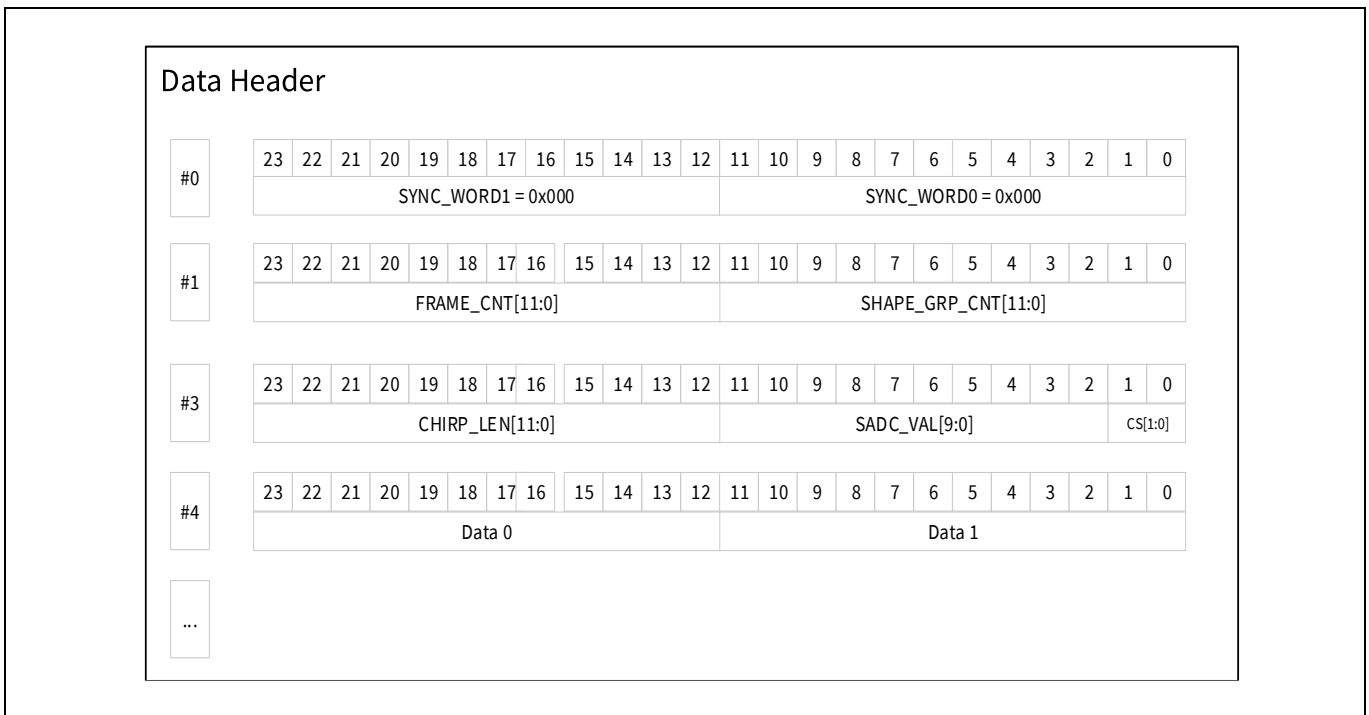 Data Header
#0
23 22 21 20 19 18 17 16 15 14 13 12 11 10 9 8 7 6 5 4 3 2 1 0
SYNC_WORD1 = 0x000 SYNC_WORD0 = 0x000
#1
23 22 21 20 19 18 17 16 15 14 13 12 11 10 9 8 7 6 5 4 3 2 1 0
FRAME_CNT[11:0] SHAPE_GRP_CNT[11:0]
#3
23 22 21 20 19 18 17 16 15 14 13 12 11 10 9 8 7 6 5 4 3 2 1 0
CHIRP_LEN[11:0] SADC_VAL[9:0] CS[1:0]
#4
23 22 21 20 19 18 17 16 15 14 13 12 11 10 9 8 7 6 5 4 3 2 1 0
Data 0 Data 1
...